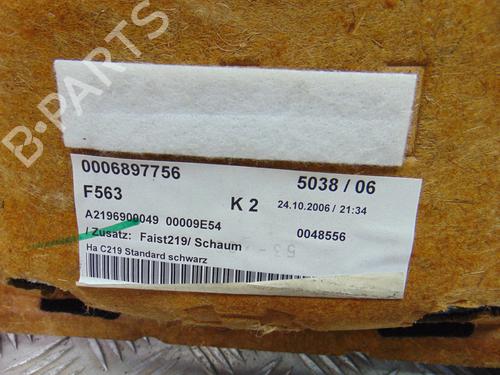 B·PARTS
0006897756
5038 / 06
F563
K 2
24.10.2006 / 21:34
A2196900049 00009E54
0048556
/ Zusatz: Faist219/ Schaum
Ha C219 Standard schwarz